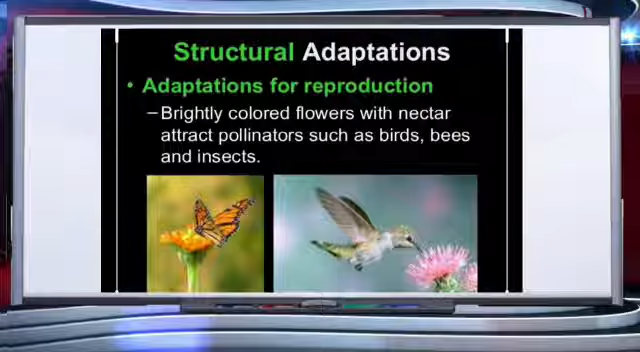 Structural Adaptations
• Adaptations for reproduction
–Brightly colored flowers with nectar
attract pollinators such as birds, bees
and insects.